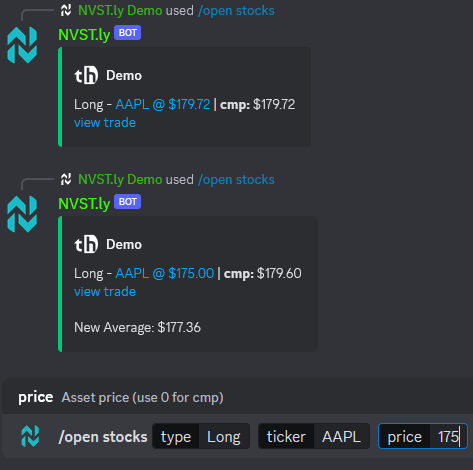 NVST.ly Demo used /open stocks
NVST.ly BOT
th Demo
Long - AAPL @ $179.72 | cmp: $179.72
view trade
NVST.ly Demo used /open stocks
NVST.ly BOT
th Demo
Long - AAPL @ $175.00 | cmp: $179.60
view trade
New Average: $177.36
price Asset price (use 0 for cmp)
/open stocks type Long ticker AAPL price 175